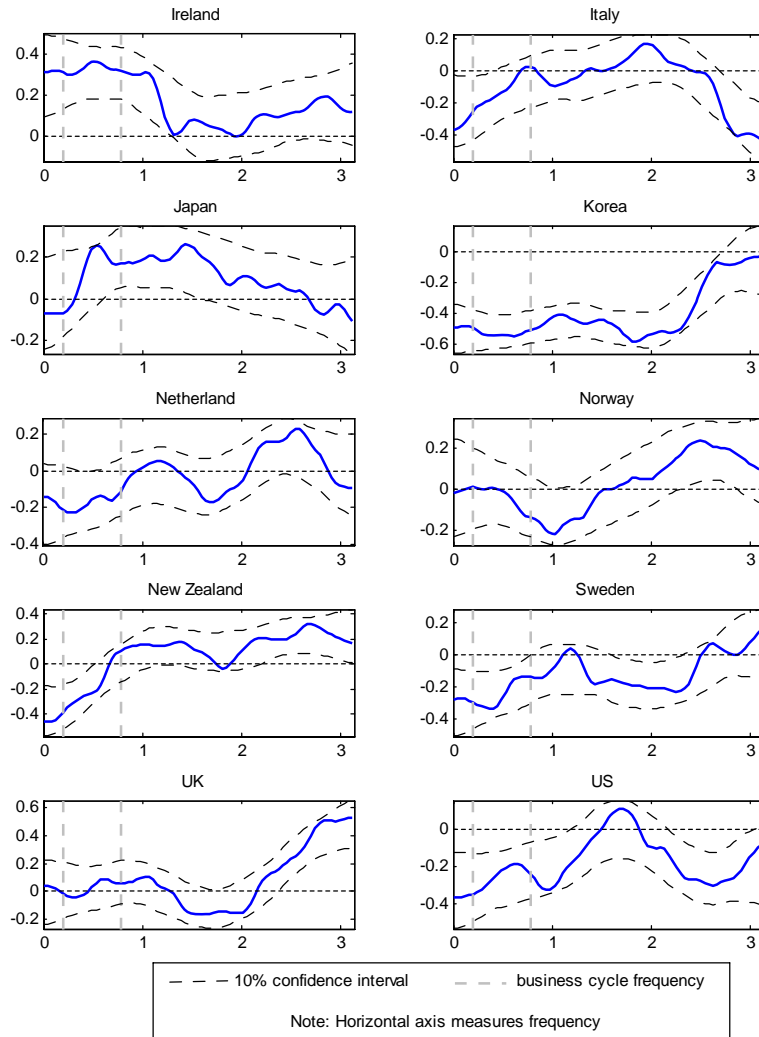 Ireland
0.4
0.2
0
0 1 2 3
Italy
0.2
0
-0.2
-0.4
0 1 2 3
Japan
0.2
0
-0.2
0 1 2 3
Korea
0
-0.2
-0.4
-0.6
0 1 2 3
Netherland
0.2
0
-0.2
-0.4
0 1 2 3
Norway
0.2
0
-0.2
0 1 2 3
New Zealand
0.4
0.2
0
-0.2
-0.4
0 1 2 3
Sweden
0.2
0
-0.2
-0.4
0 1 2 3
UK
0.6
0.4
0.2
0
-0.2
0 1 2 3
US
0
-0.2
-0.4
0 1 2 3
10% confidence interval business cycle frequency
Note: Horizontal axis measures frequency